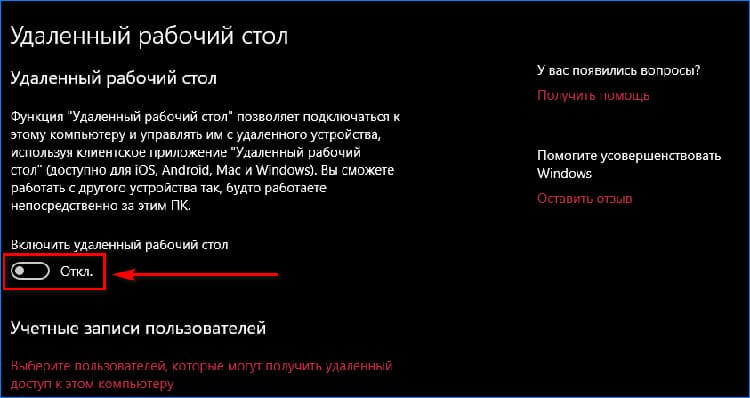 Удаленный рабочий стол
Удаленный рабочий стол
Функция "Удаленный рабочий стол" позволяет подключаться к
этому компьютеру и управлять им с удаленного устройства,
используя клиентское приложение "Удаленный рабочий
стол" (доступно для iOS, Android, Mac и Windows). Вы сможете
работать с другого устройства так, будто работаете
непосредственно за этим ПК.
Включить удаленный рабочий стол
Откл.
Учетные записи пользователей
Выберите пользователей, которые могут получить удаленный
доступ к этому компьютеру
У вас появились вопросы?
Получить помощь
Помогите усовершенствовать
Windows
Оставить отзыв